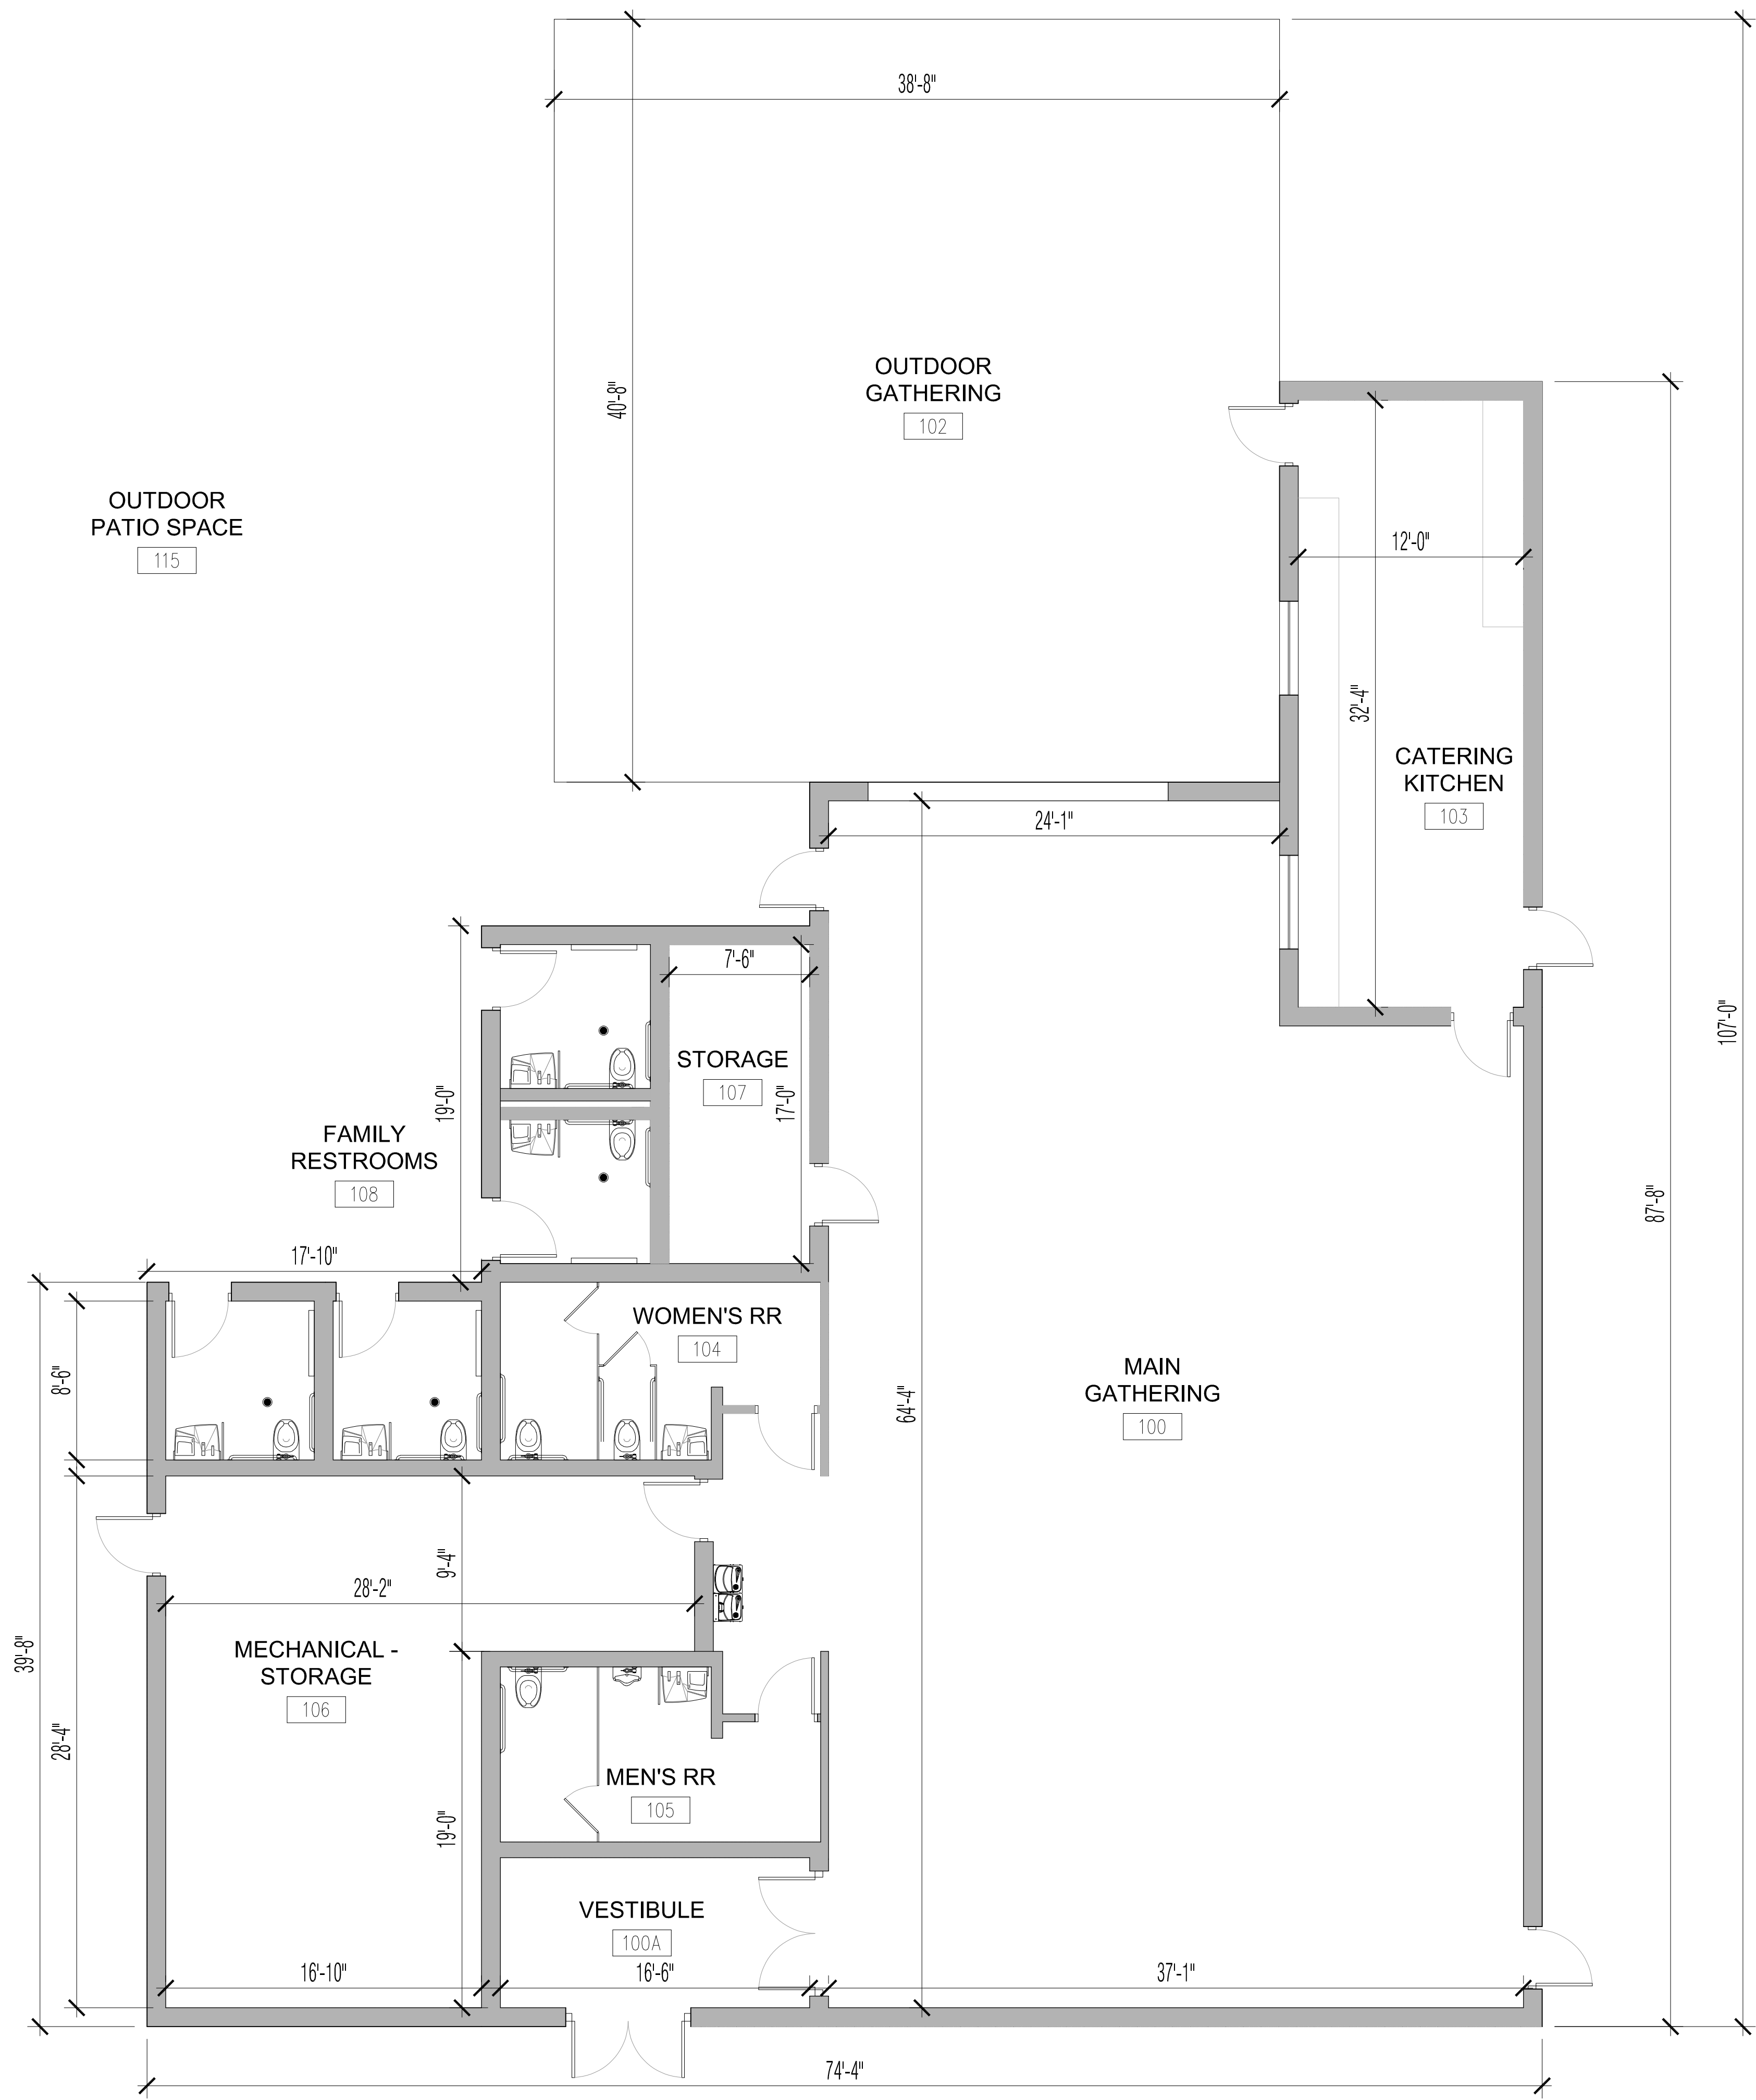 38'-8"
40'-8"
OUTDOOR
GATHERING
102
OUTDOOR
PATIO SPACE
115
12'-0"
32'-4"
CATERING
KITCHEN
103
24'-1"
7'-6"
STORAGE
107
17'-0"
19'-0"
FAMILY
RESTROOMS
108
107'-0"
87'-8"
17'-10"
WOMEN'S RR
104
8'-6"
MAIN
GATHERING
100
64'-4"
9'-4"
28'-2"
39'-8"
MECHANICAL -
STORAGE
106
28'-4"
MEN'S RR
105
19'-0"
VESTIBULE
100A
16'-10"
16'-6"
37'-1"
74'-4"